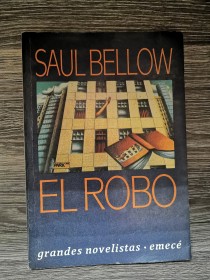 SAUL BELLOW
EL ROBO
grandes novelistas • emecé